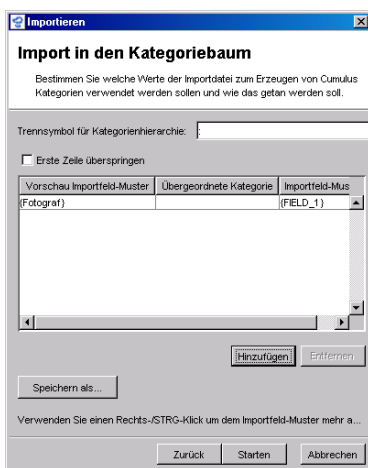 Importieren
Import in den Kategoriebaum
Bestimmen Sie welche Werte der Importdatei zum Erzeugen von Cumulus
Kategorien verwendet werden sollen und wie das getan werden soll.
Trennsymbol für Kategorienhierarchie: :
Erste Zeile überspringen
Vorschau Importfeld-Muster Übergeordnete Kategorie Importfeld-Mus
{Fotograf} {FIELD_1}
Hinzufügen Entfernen
Speichern als...
Verwenden Sie einen Rechts-/STRG-Klick um dem Importfeld-Muster mehr a...
Zurück Starten Abbrechen